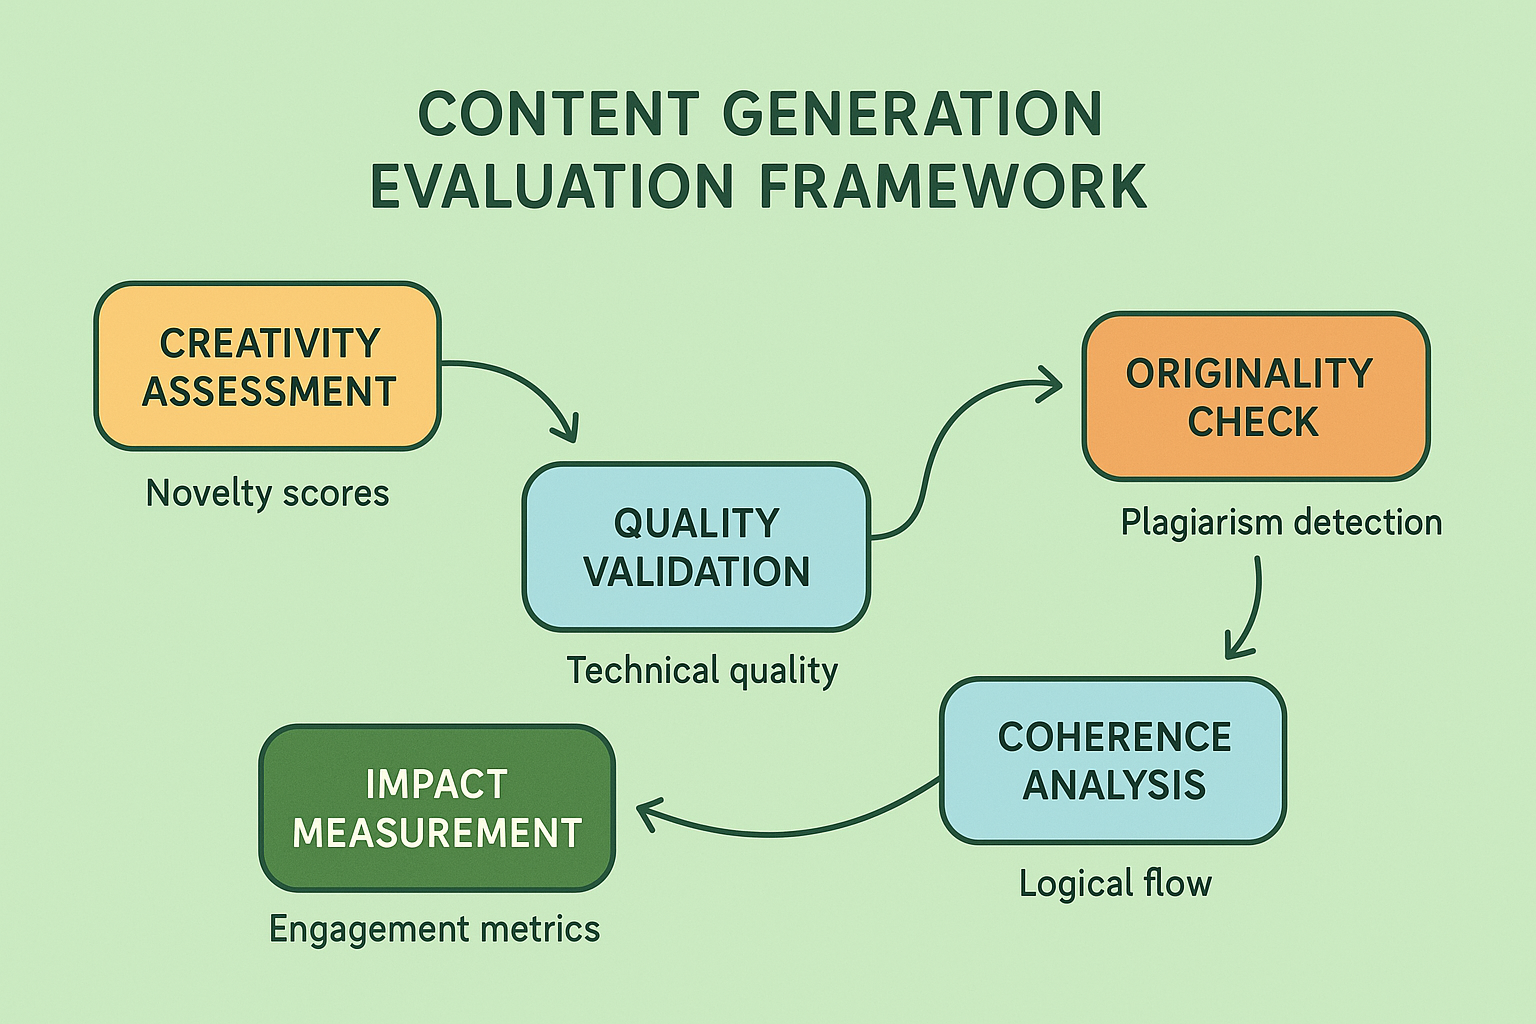 CONTENT GENERATION
EVALUATION FRAMEWORK
CREATIVITY
ASSESSMENT
Novelty scores
QUALITY
VALIDATION
Technical quality
ORIGINALITY
CHECK
Plagiarism detection
COHERENCE
ANALYSIS
Logical flow
IMPACT
MEASUREMENT
Engagement metrics